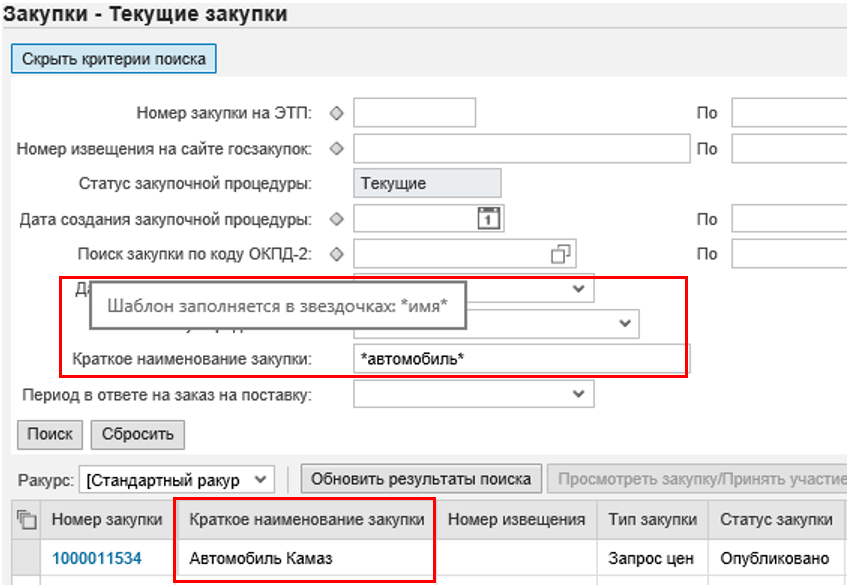 Закупки - Текущие закупки
Скрыть критерии поиска
Номер закупки на ЭТП: По
Номер извещения на сайте госзакупок: По
Статус закупочной процедуры: Текущие
Дата создания закупочной процедуры: 1 По
Поиск закупки по коду ОКПД-2: По
Шаблон заполняется в звездочках: *имя*
Краткое наименование закупки: *автомобиль*
Период в ответе на заказ на поставку:
Поиск Сбросить
Ракурс: [Стандартный ракур Обновить результаты поиска Просмотреть закупку/Принять участие
Номер закупки Краткое наименование закупки Номер извещения Тип закупки Статус закупки
1000011534 Автомобиль Камаз Запрос цен Опубликовано